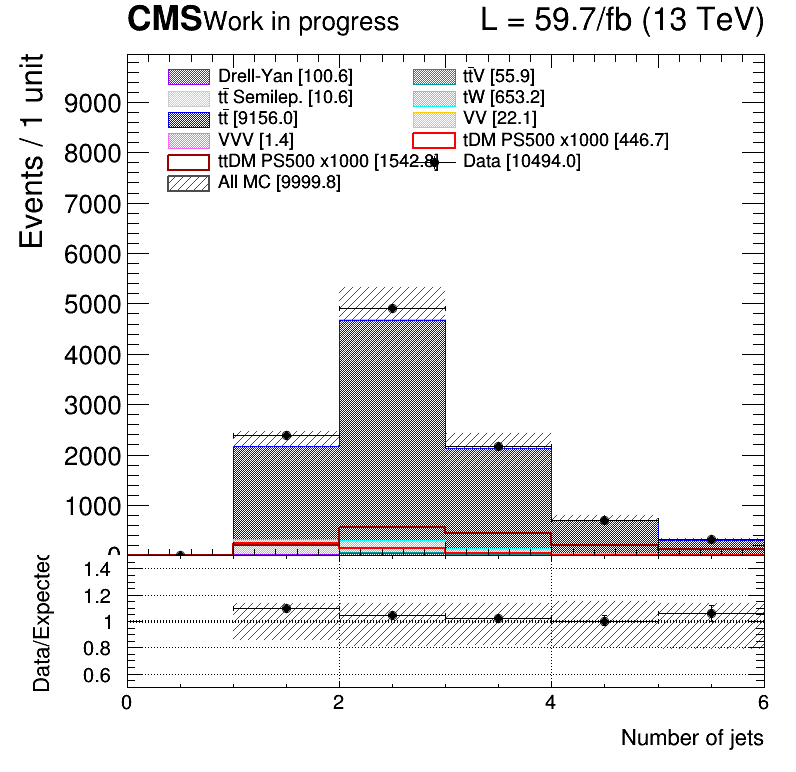 CMS Work in progress L = 59.7/fb (13 TeV)
Events / 1 unit
Drell-Yan [100.6] tt̄V [55.9]
tt̄ Semilep. [10.6] tW [653.2]
tt̄ [9156.0] VV [22.1]
VVV [1.4] tDM PS500 x1000 [446.7]
ttDM PS500 x1000 [1542.8] Data [10494.0]
All MC [9999.8]
9000
8000
7000
6000
5000
4000
3000
2000
1000
0
Data/Expected
1.4
1.2
1
0.8
0.6
0 2 4 6
Number of jets